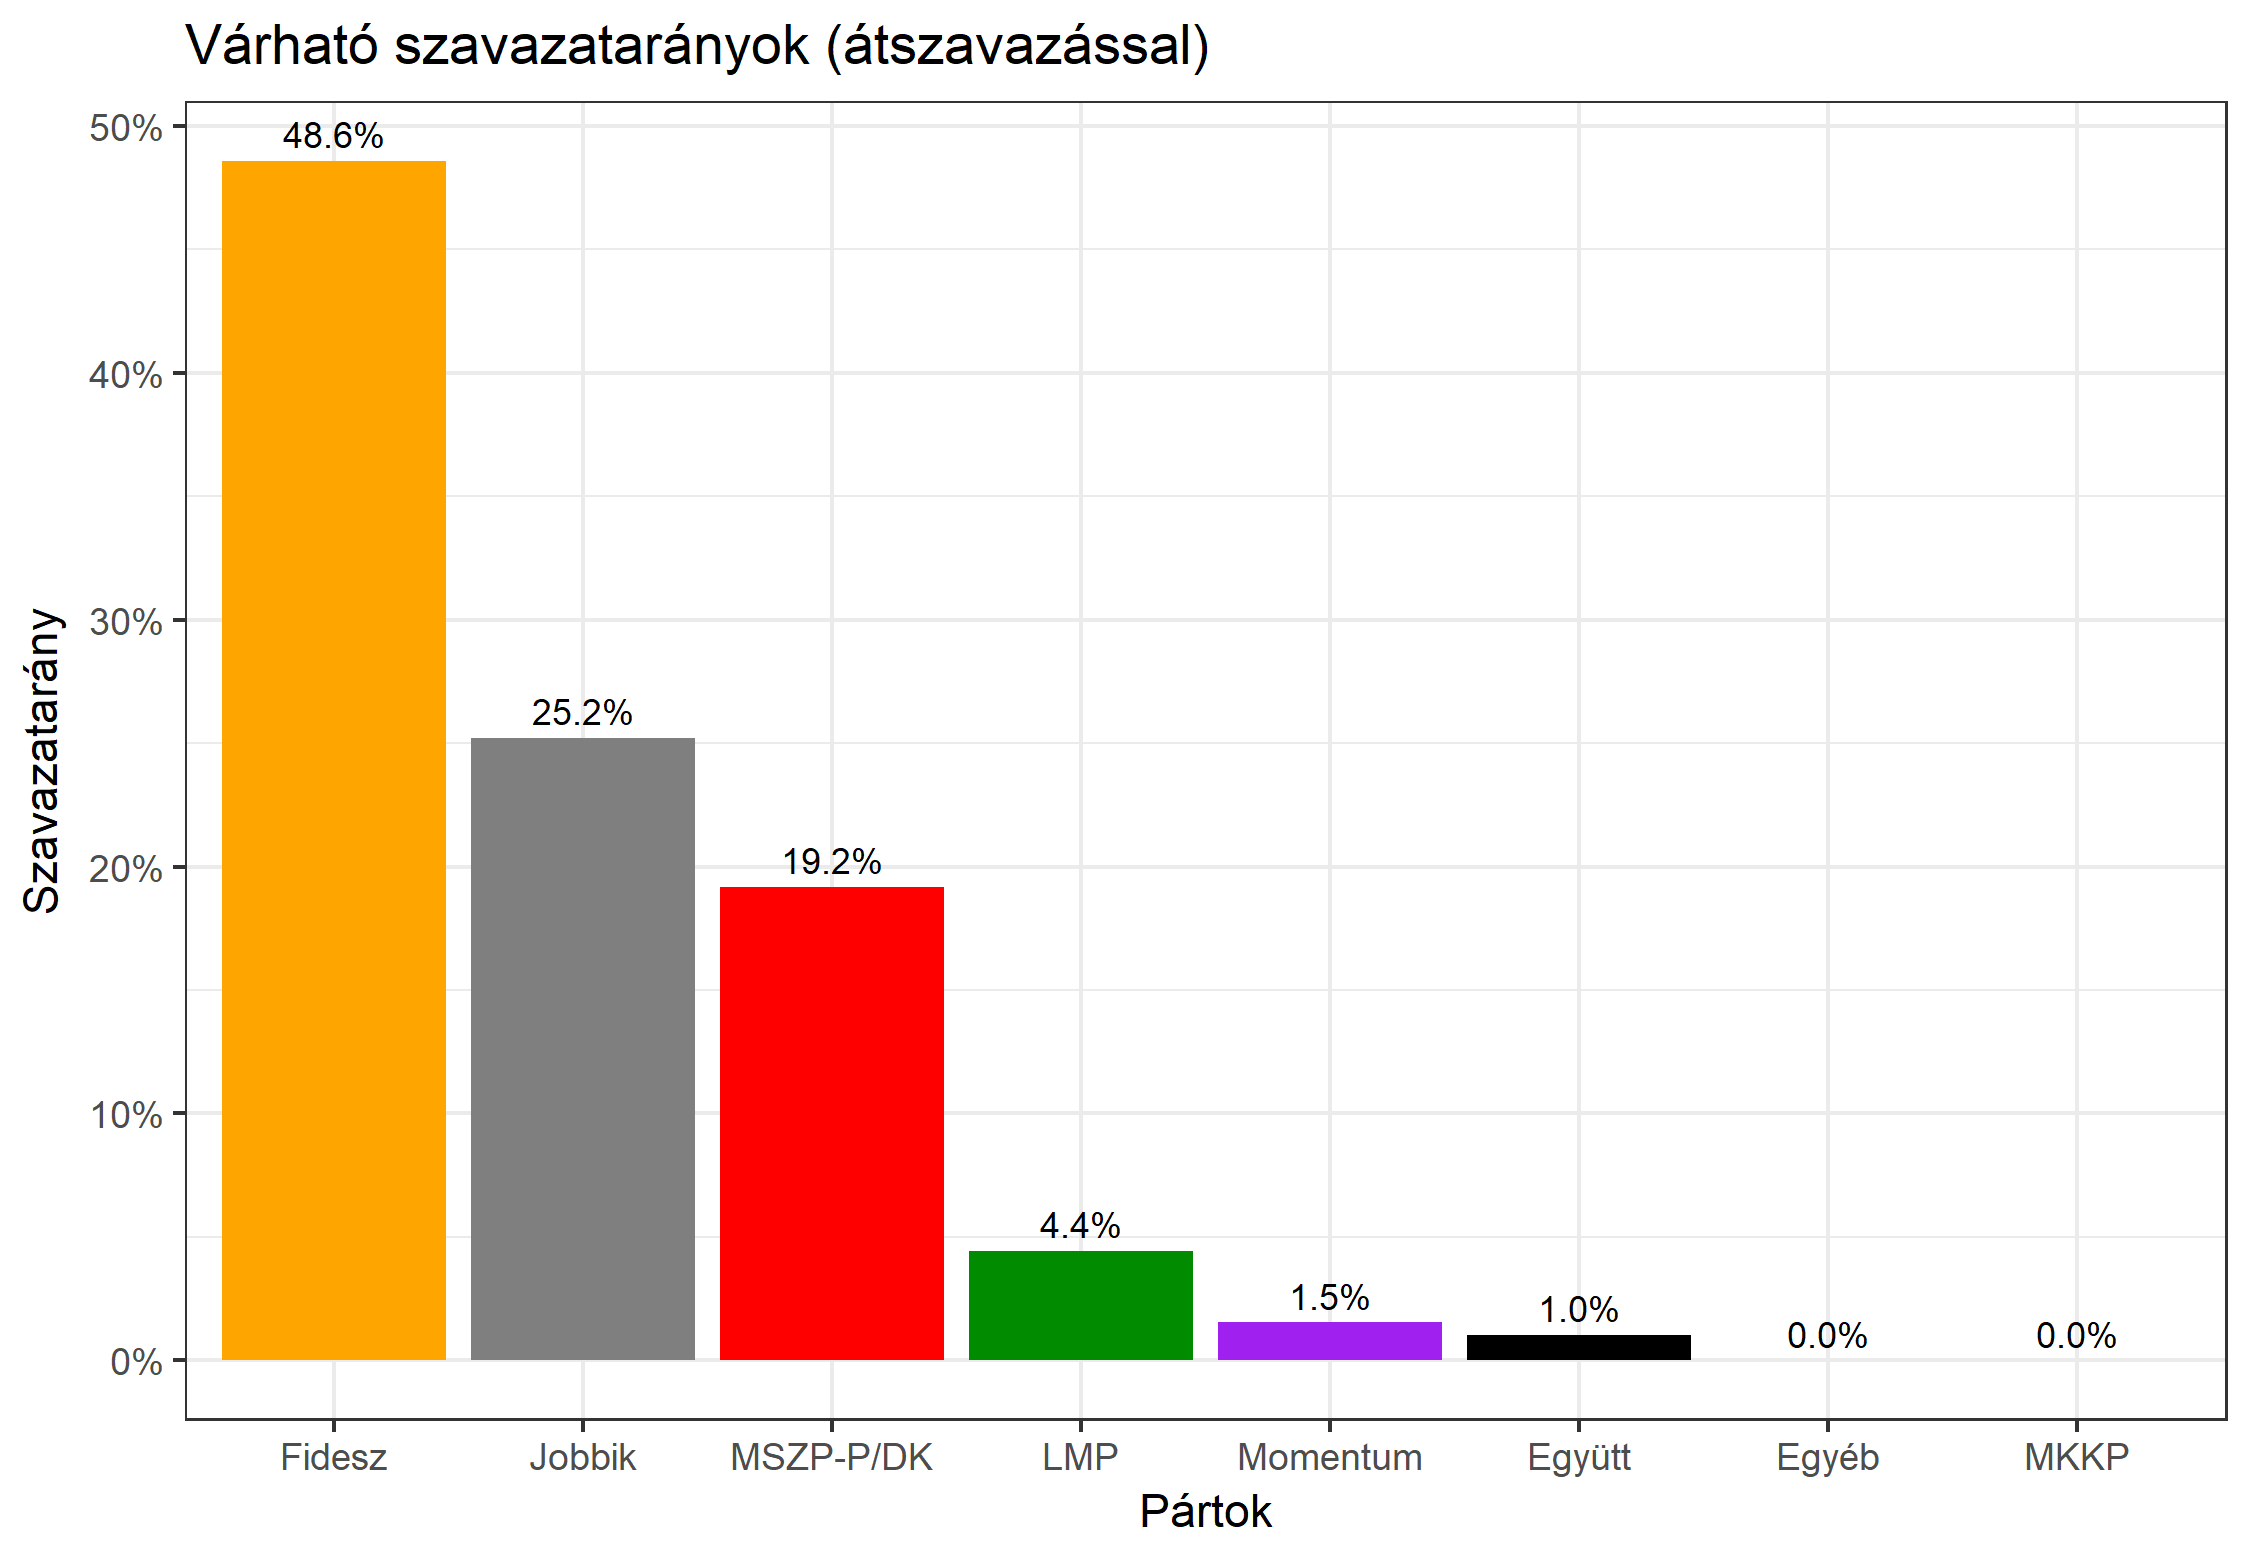 Várható szavazatarányok (átszavazással)
Szavazatarány
50%
40%
30%
20%
10%
0%
48.6%
25.2%
19.2%
4.4%
1.5%
1.0%
0.0%
0.0%
Fidesz
Jobbik
MSZP-P/DK
LMP
Momentum
Együtt
Egyéb
MKKP
Pártok